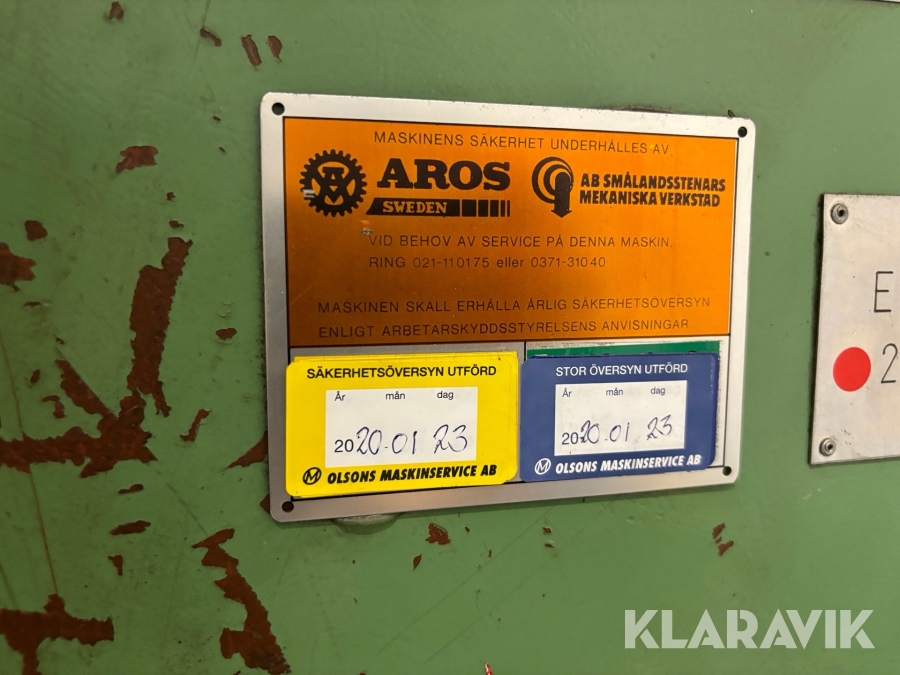 MASKINENS SÄKERHET UNDERHÅLLES AV
AROS
SWEDEN
AB SMÅLANDSSTENARS
MEKANISKA VERKSTAD
VID BEHOV AV SERVICE PÅ DENNA MASKIN,
RING 021-110175 eller 0371-31040
MASKINEN SKALL ERHÅLLA ÅRLIG SÄKERHETSÖVERSYN
ENLIGT ARBETARSKYDDSSTYRELSENS ANVISNINGAR
SÄKERHETSÖVERSYN UTFÖRD
År mån dag
2020-01 23
M OLSONS MASKINSERVICE AB
STOR ÖVERSYN UTFÖRD
År mån dag
2020-01 23
M OLSONS MASKINSERVICE AB
E
2
KLARAVIK